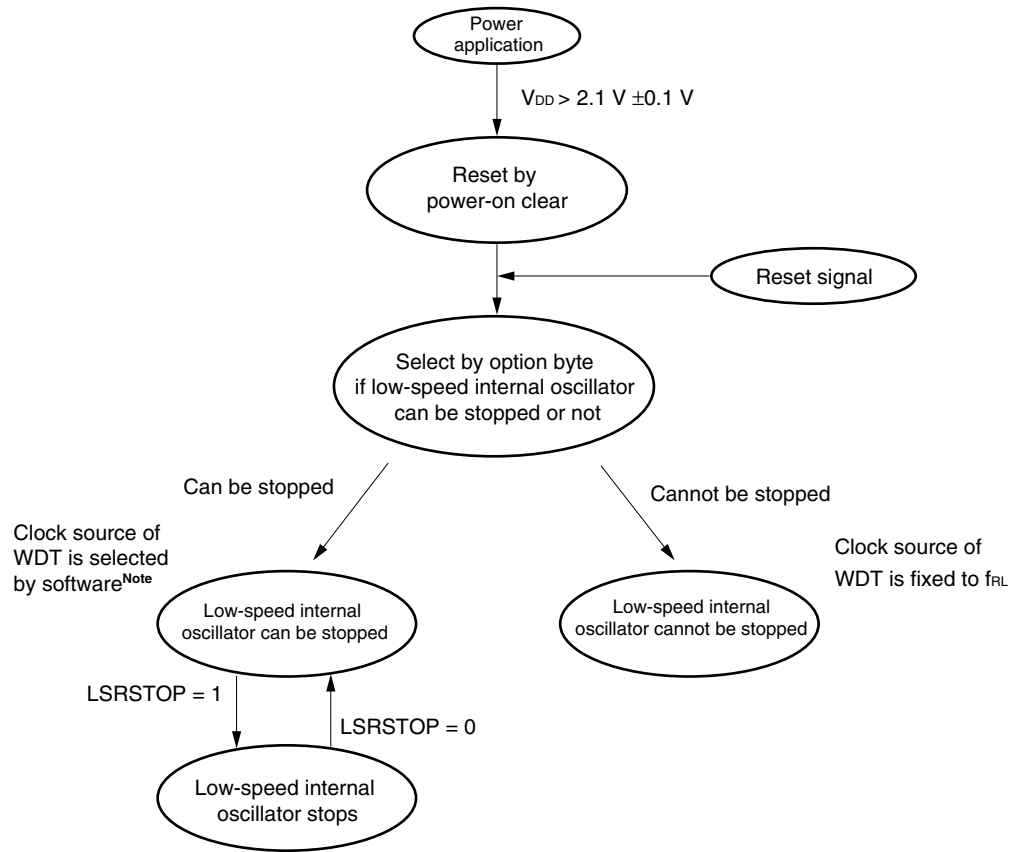 Power
application
VDD > 2.1 V ±0.1 V
Reset by
power-on clear
Reset signal
Select by option byte
if low-speed internal oscillator
can be stopped or not
Can be stopped
Cannot be stopped
Clock source of
WDT is selected
by softwareNote
Clock source of
WDT is fixed to fRL
Low-speed internal
oscillator can be stopped
Low-speed internal
oscillator cannot be stopped
LSRSTOP = 1
LSRSTOP = 0
Low-speed internal
oscillator stops